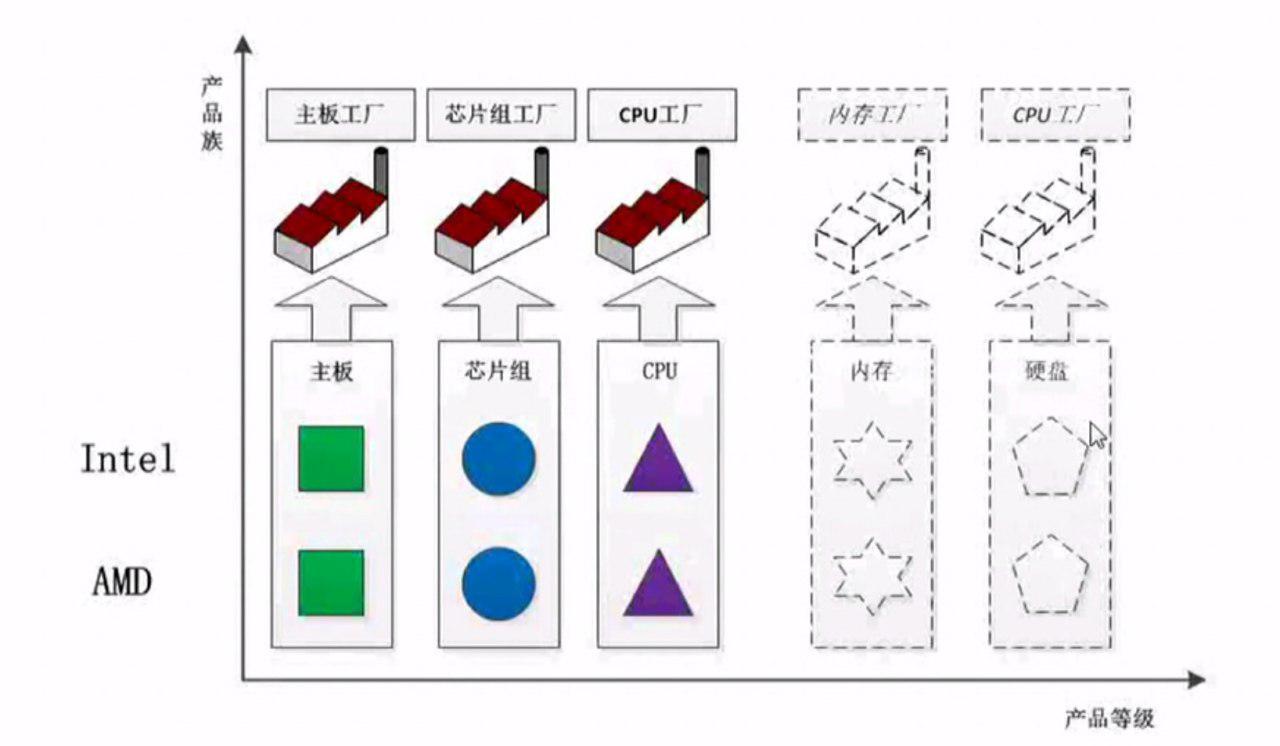 产品族
主板工厂
芯片组工厂
CPU工厂
内存工厂
CPU工厂
主板
芯片组
CPU
内存
硬盘
Intel
AMD
产品等级